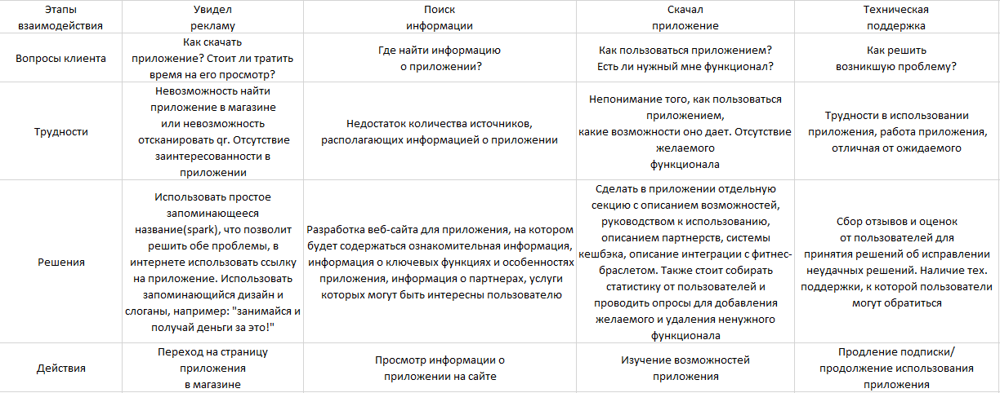 Этапы
взаимодействия
Увидел
рекламу
Поиск
информации
Скачал
приложение
Техническая
поддержка
Вопросы клиента
Как скачать
приложение? Стоит ли тратить
время на его просмотр?
Где найти информацию
о приложении?
Как пользоваться приложением?
Есть ли нужный мне функционал?
Как решить
возникшую проблему?
Трудности
Невозможность найти
приложение в магазине
или невозможность
отсканировать qr. Отсутствие
заинтересованности в
приложении
Недостаток количества источников,
располагающих информацией о приложении
Непонимание того, как пользоваться
приложением,
какие возможности оно дает. Отсутствие
желаемого
функционала
Трудности в использовании
приложения, работа приложения,
отличная от ожидаемого
Решения
Использовать простое
запоминающееся
название(spark), что позволит
решить обе проблемы, в
интернете использовать ссылку
на приложение. Использовать
запоминающийся дизайн и
слоганы, например: "занимайся и
получай деньги за это!"
Разработка веб-сайта для приложения, на котором
будет содержаться ознакомительная информация,
информация о ключевых функциях и особенностях
приложения, информация о партнерах, услуги
которых могут быть интересны пользователю
Сделать в приложении отдельную
секцию с описанием возможностей,
руководством к использованию,
описанием партнерств, системы
кешбэка, описание интеграции с фитнес-
браслетом. Также стоит собирать
статистику от пользователей и
проводить опросы для добавления
желаемого и удаления ненужного
функционала
Сбор отзывов и оценок
от пользователей для
принятия решений об исправлении
неудачных решений. Наличие тех.
поддержки, к которой пользователи
могут обратиться
Действия
Переход на страницу
приложения
в магазине
Просмотр информации о
приложении на сайте
Изучение возможностей
приложения
Продление подписки/
продолжение использования
приложения